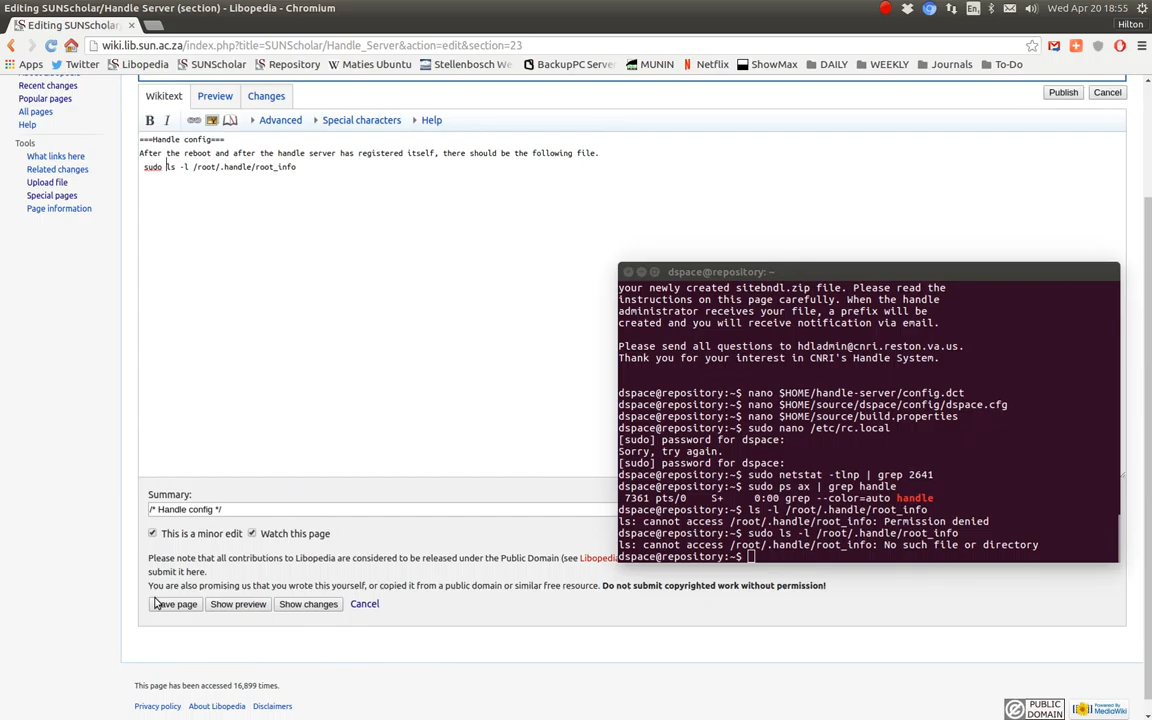 Editing SUNScholar/Handle Server (section) - Libopedia - Chromium
En
Wed Apr 20 18:55
Editing SUNScholar/
Hilton
wiki.lib.sun.ac.za/index.php?title=SUNScholar/Handle_Server&action=edit&section=23
Apps Twitter Libopedia SUNScholar Repository Maties Ubuntu Stellenbosch We BackupPC Serve MUNIN Netflix ShowMax DAILY WEEKLY Journals To-Do
Recent changes
Popular pages
All pages
Help
Tools
What links here
Related changes
Upload file
Special pages
Page information
Wikitext Preview Changes
Publish Cancel
B I Advanced Special characters Help
===Handle config===
After the reboot and after the handle server has registered itself, there should be the following file.
sudo ls -l /root/.handle/root_info
dspace@repository: ~
your newly created sitebndl.zip file. Please read the
instructions on this page carefully. When the handle
administrator receives your file, a prefix will be
created and you will receive notification via email.
Please send all questions to hdladmin@cnri.reston.va.us.
Thank you for your interest in CNRI's Handle System.
dspace@repository:~$ nano $HOME/handle-server/config.dct
dspace@repository:~$ nano $HOME/source/dspace/config/dspace.cfg
dspace@repository:~$ nano $HOME/source/build.properties
dspace@repository:~$ sudo nano /etc/rc.local
[sudo] password for dspace:
Sorry, try again.
[sudo] password for dspace:
dspace@repository:~$ sudo netstat -tlnp | grep 2641
dspace@repository:~$ sudo ps ax | grep handle
7361 pts/0 S+ 0:00 grep --color=auto handle
dspace@repository:~$ ls -l /root/.handle/root_info
ls: cannot access /root/.handle/root_info: Permission denied
dspace@repository:~$ sudo ls -l /root/.handle/root_info
ls: cannot access /root/.handle/root_info: No such file or directory
dspace@repository:~$
Summary:
/* Handle config */
This is a minor edit Watch this page
Please note that all contributions to Libopedia are considered to be released under the Public Domain (see Libopedia
submit it here.
You are also promising us that you wrote this yourself, or copied it from a public domain or similar free resource. Do not submit copyrighted work without permission!
Save page Show preview Show changes Cancel
This page has been accessed 16,899 times.
Privacy policy About Libopedia Disclaimers
PUBLIC DOMAIN
Powered By MediaWiki